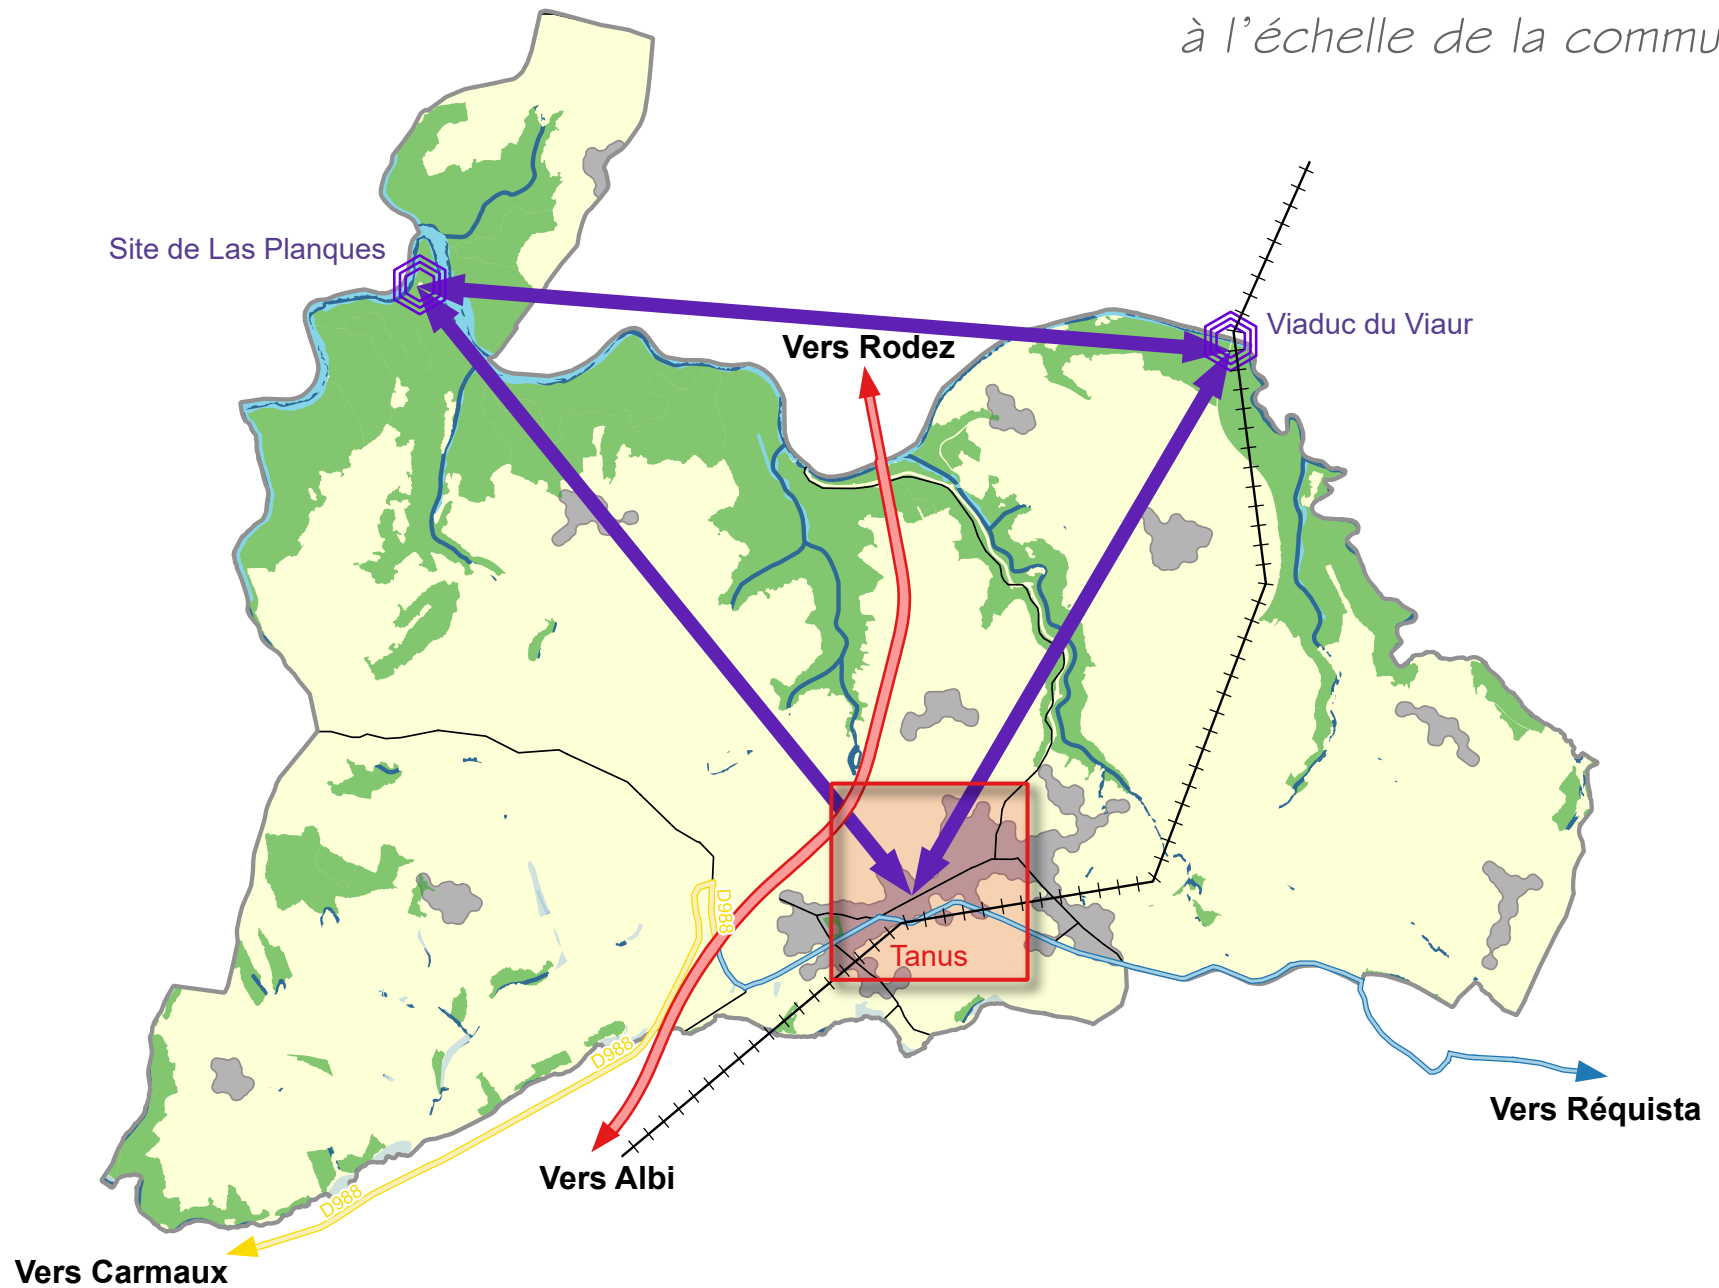 à l'échelle de la commu
Site de Las Planques
Viaduc du Viaur
Vers Rodez
D988
Tanus
D988
Vers Réquista
Vers Albi
D988
Vers Carmaux